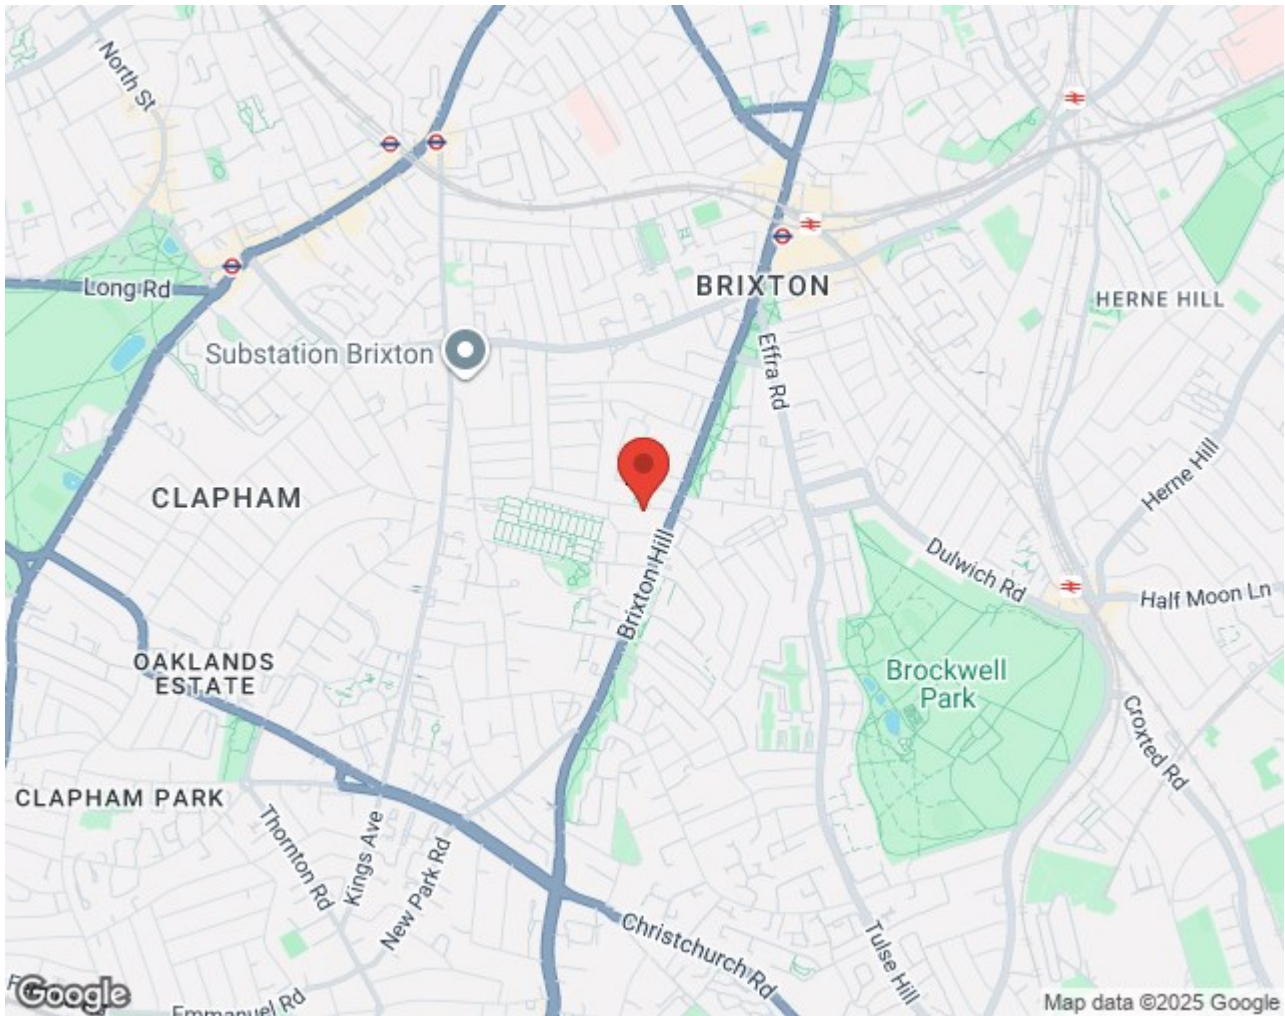 North St
Long Rd
BRIXTON
HERNE HILL
Substation Brixton
Effra Rd
CLAPHAM
Herne Hill
Brixton Hill
Dulwich Rd
Half Moon Ln
OAKLANDS
ESTATE
Brockwell
Park
Croxted Rd
CLAPHAM PARK
Thornton Rd
Kings Ave
New Park Rd
Christchurch Rd
Tulse Hill
Emmanuel Rd
Google
Map data ©2025 Google